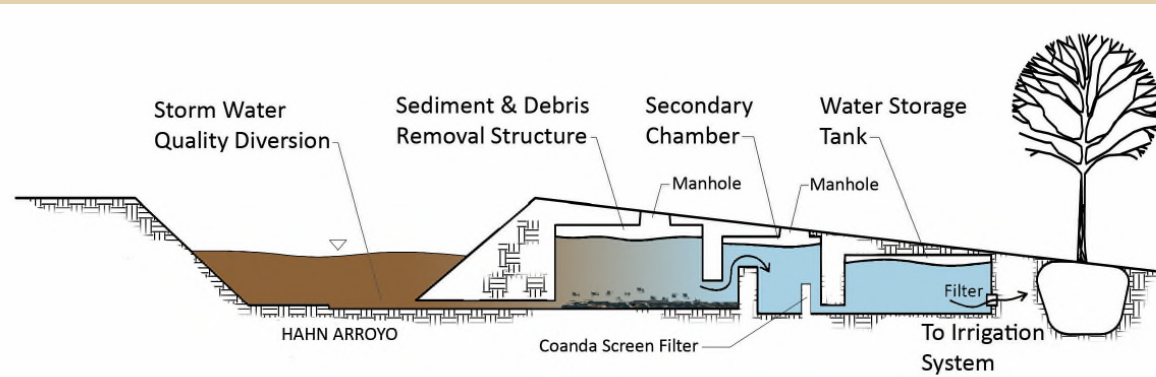 Storm Water
Quality Diversion
Sediment & Debris
Removal Structure
Secondary
Chamber
Water Storage
Tank
Manhole
Manhole
Filter
HAHN ARROYO
Coanda Screen Filter
To Irrigation
System